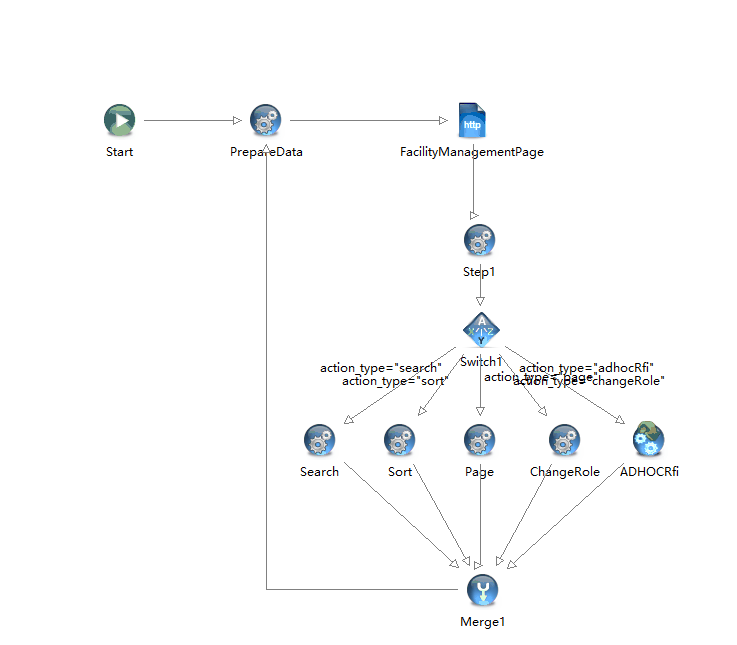 Start
PrepareData
http
FacilityManagementPage
Step1
A
X/|/Z
Y
Switch1
action_type="search"
action_type="adhocRfi"
action_type="page"
action_type="sort"
action_type="changeRole"
Search
Sort
Page
ChangeRole
ADHOCRfi
Merge1